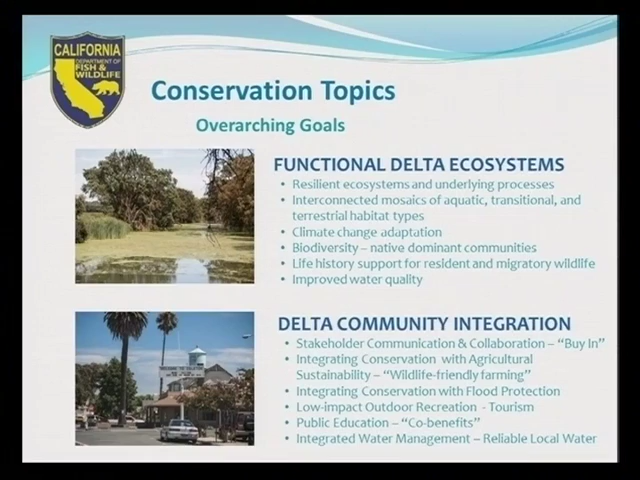 CALIFORNIA
DEPARTMENT OF
FISH &
WILDLIFE
Conservation Topics
Overarching Goals
FUNCTIONAL DELTA ECOSYSTEMS
• Resilient ecosystems and underlying processes
• Interconnected mosaics of aquatic, transitional, and
terrestrial habitat types
• Climate change adaptation
• Biodiversity – native dominant communities
• Life history support for resident and migratory wildlife
• Improved water quality
DELTA COMMUNITY INTEGRATION
• Stakeholder Communication & Collaboration – “Buy In”
• Integrating Conservation with Agricultural
Sustainability – “Wildlife-friendly farming”
• Integrating Conservation with Flood Protection
• Low-impact Outdoor Recreation - Tourism
• Public Education – “Co-benefits”
• Integrated Water Management – Reliable Local Water